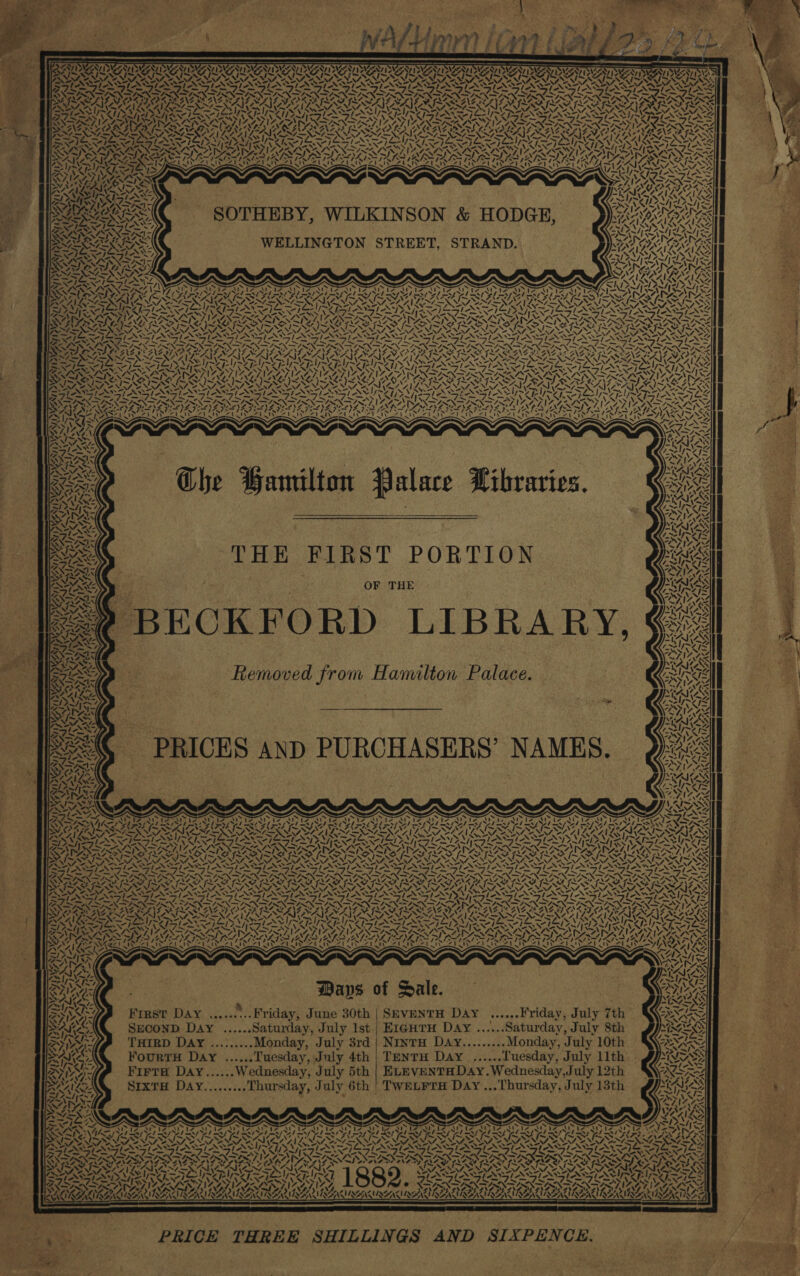 SOTHEBY, WILKINSON & HODGE,
WELLINGTON STREET, STRAND.
The Hamilton Palace Libraries.
THE FIRST PORTION
OF THE
BECKFORD LIBRARY,
Removed from Hamilton Palace.
PRICES AND PURCHASERS' NAMES.
Days of Sale.
FIRST DAY .........Friday, June 30th | SEVENTH DAY ......Friday, July 7th
SECOND DAY ......Saturday, July 1st | EIGHTH DAY ......Saturday, July 8th
THIRD DAY .........Monday, July 3rd | NINTH DAY.........Monday, July 10th
FOURTH DAY ......Tuesday, July 4th | TENTH DAY ......Tuesday, July 11th
FIFTH DAY......Wednesday, July 5th | ELEVENTH DAY.Wednesday, July 12th
SIXTH DAY.........Thursday, July 6th | TWELFTH DAY ...Thursday, July 13th
1882.
PRICE THREE SHILLINGS AND SIXPENCE.